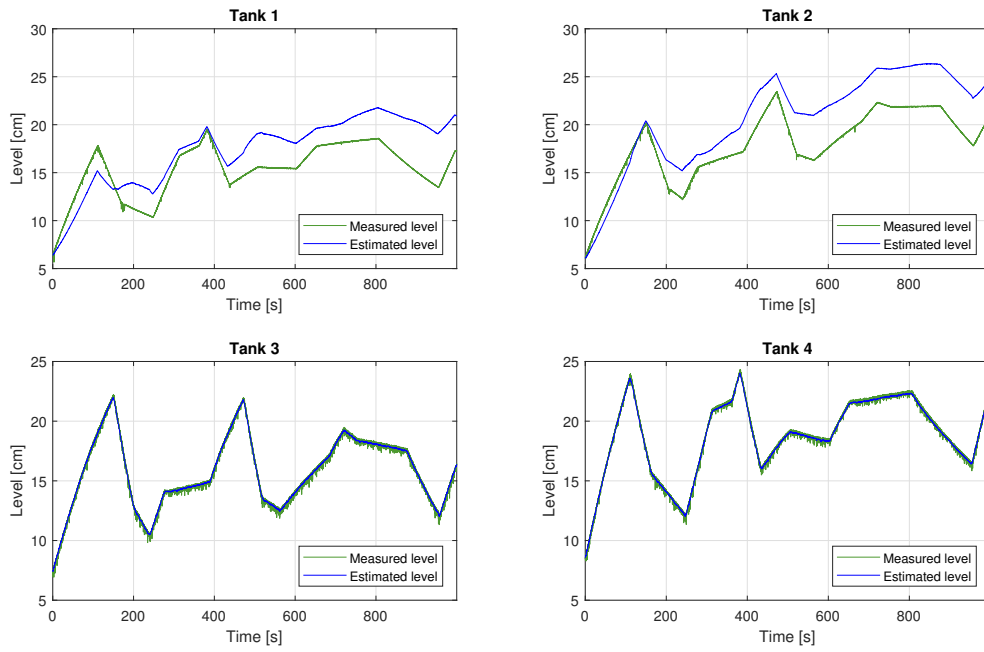 Tank 1
30
25
20
15
10
5
Level [cm]
Measured level
Estimated level
0
200
400
600
800
Time [s]
Tank 2
30
25
20
15
10
5
Level [cm]
Measured level
Estimated level
0
200
400
600
800
Time [s]
Tank 3
25
20
15
10
5
Level [cm]
Measured level
Estimated level
0
200
400
600
800
Time [s]
Tank 4
25
20
15
10
5
Level [cm]
Measured level
Estimated level
0
200
400
600
800
Time [s]